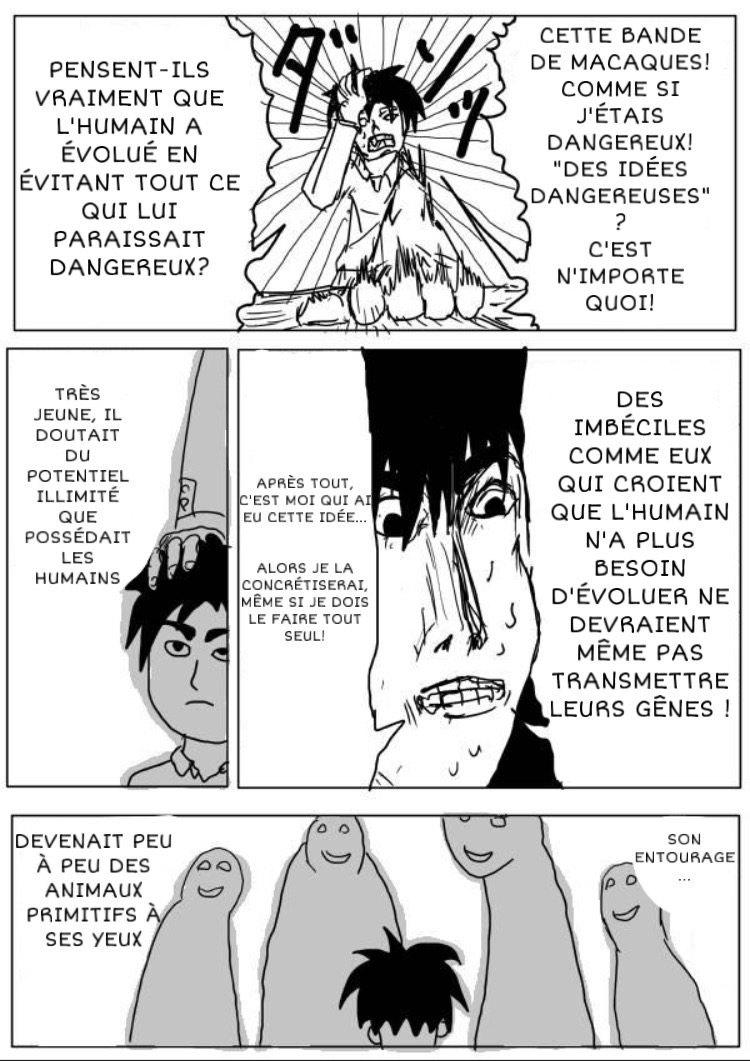 CETTE BANDE
DE MACAQUES!
COMME SI
J'ÉTAIS
DANGEREUX!
"DES IDÉES
DANGEREUSES"
?
C'EST
N'IMPORTE
QUOI!
ダンッ
PENSENT-ILS
VRAIMENT QUE
L'HUMAIN A
ÉVOLUÉ EN
ÉVITANT TOUT CE
QUI LUI
PARAISSAIT
DANGEREUX?
DES
IMBÉCILES
COMME EUX
QUI CROIENT
QUE L'HUMAIN
N'A PLUS
BESOIN
D'ÉVOLUER NE
DEVRAIENT
MÊME PAS
TRANSMETTRE
LEURS GÊNES !
APRÈS TOUT,
C'EST MOI QUI AI
EU CETTE IDÉE...
ALORS JE LA
CONCRÉTISERAI,
MÊME SI JE DOIS
LE FAIRE TOUT
SEUL!
TRÈS
JEUNE, IL
DOUTAIT
DU
POTENTIEL
ILLIMITÉ
QUE
POSSÉDAIT
LES
HUMAINS
SON
ENTOURAGE
...
DEVENAIT PEU
À PEU DES
ANIMAUX
PRIMITIFS À
SES YEUX